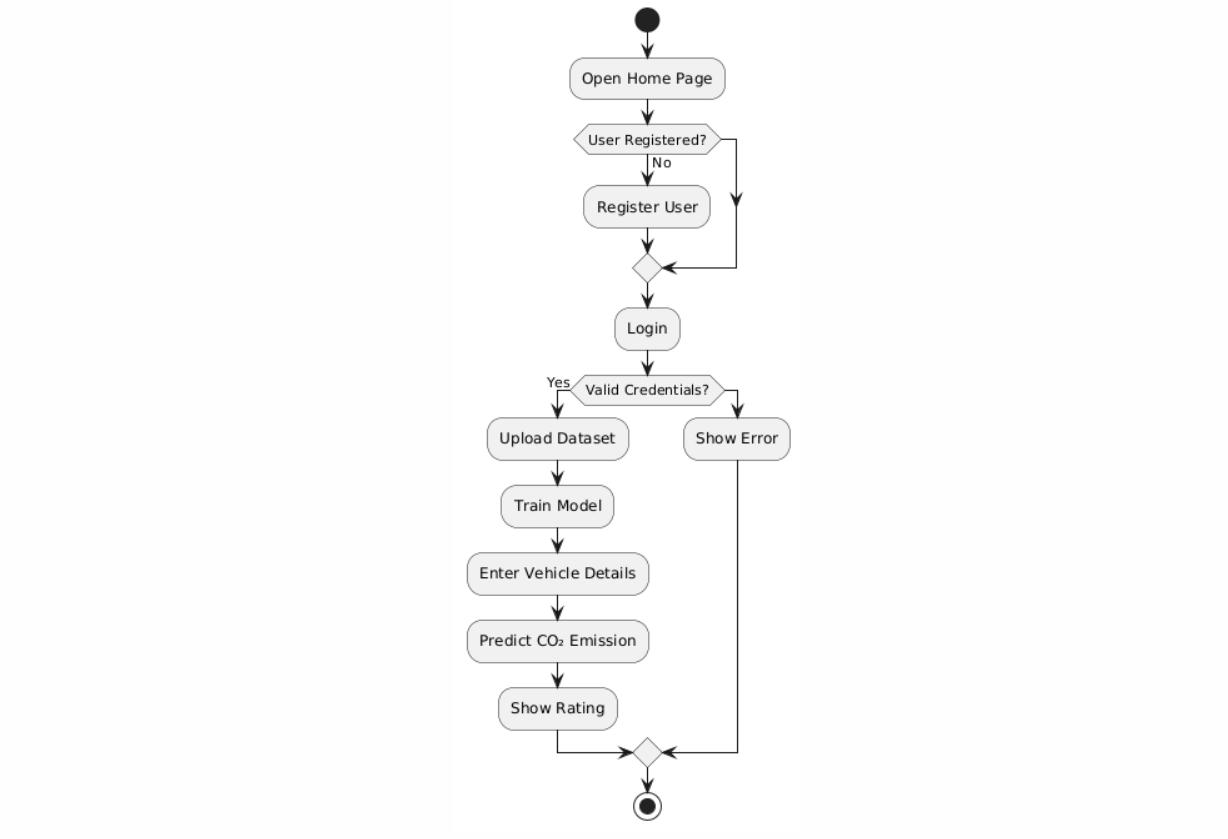 Open Home Page
User Registered?
No
Register User
Login
Yes
Valid Credentials?
Upload Dataset
Show Error
Train Model
Enter Vehicle Details
Predict CO₂ Emission
Show Rating